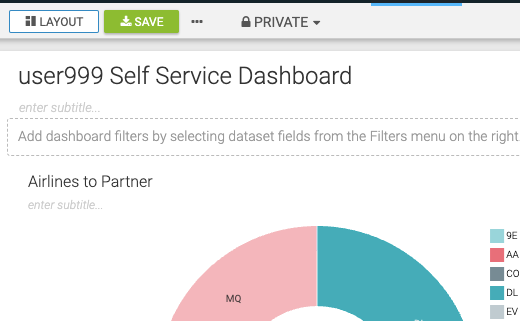 LAYOUT SAVE ••• PRIVATE
user999 Self Service Dashboard
enter subtitle...
Add dashboard filters by selecting dataset fields from the Filters menu on the right
Airlines to Partner
enter subtitle...
9E
AA
CO
DL
EV
MQ